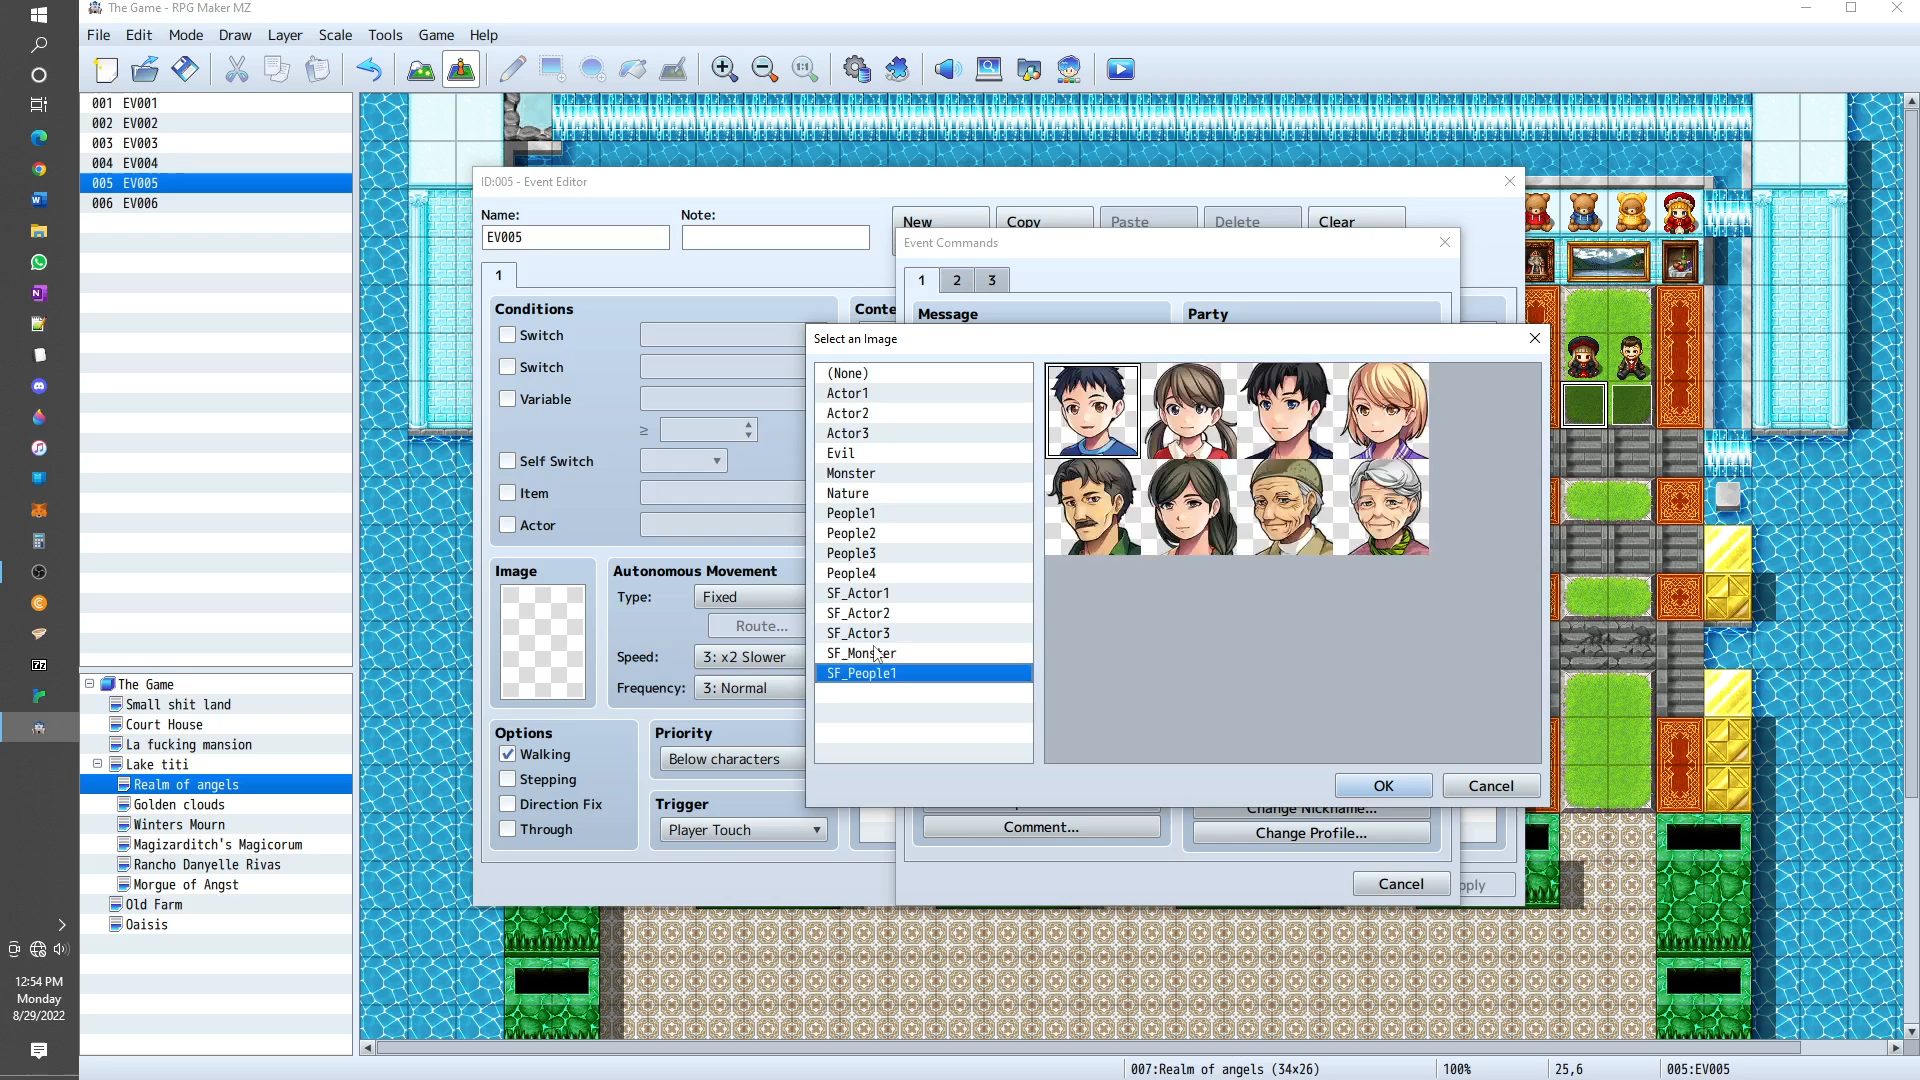 The Game - RPG Maker MZ
File Edit Mode Draw Layer Scale Tools Game Help
001 EV001
002 EV002
003 EV003
004 EV004
005 EV005
006 EV006
ID:005 - Event Editor
Name:
Note:
New
Copy
Paste
Delete
Clear
EV005
Event Commands
1
1 2 3
Conditions
Conte
Message
Party
Switch
Switch
Variable
≥
Self Switch
Item
Actor
Select an Image
(None)
Actor1
Actor2
Actor3
Evil
Monster
Nature
People1
People2
People3
People4
SF_Actor1
SF_Actor2
SF_Actor3
SF_Monster
SF_People1
OK
Cancel
Image
Autonomous Movement
Type:
Fixed
Route...
Speed:
3: x2 Slower
Frequency:
3: Normal
Options
Walking
Stepping
Direction Fix
Through
Priority
Below characters
Trigger
Player Touch
Change Nickname...
Comment...
Change Profile...
Cancel
pply
The Game
Small shit land
Court House
La fucking mansion
Lake titi
Realm of angels
Golden clouds
Winters Mourn
Magizarditch's Magicorum
Rancho Danyelle Rivas
Morgue of Angst
Old Farm
Oaisis
12:54 PM
Monday
8/29/2022
007:Realm of angels (34x26)
100%
25,6
005:EV005